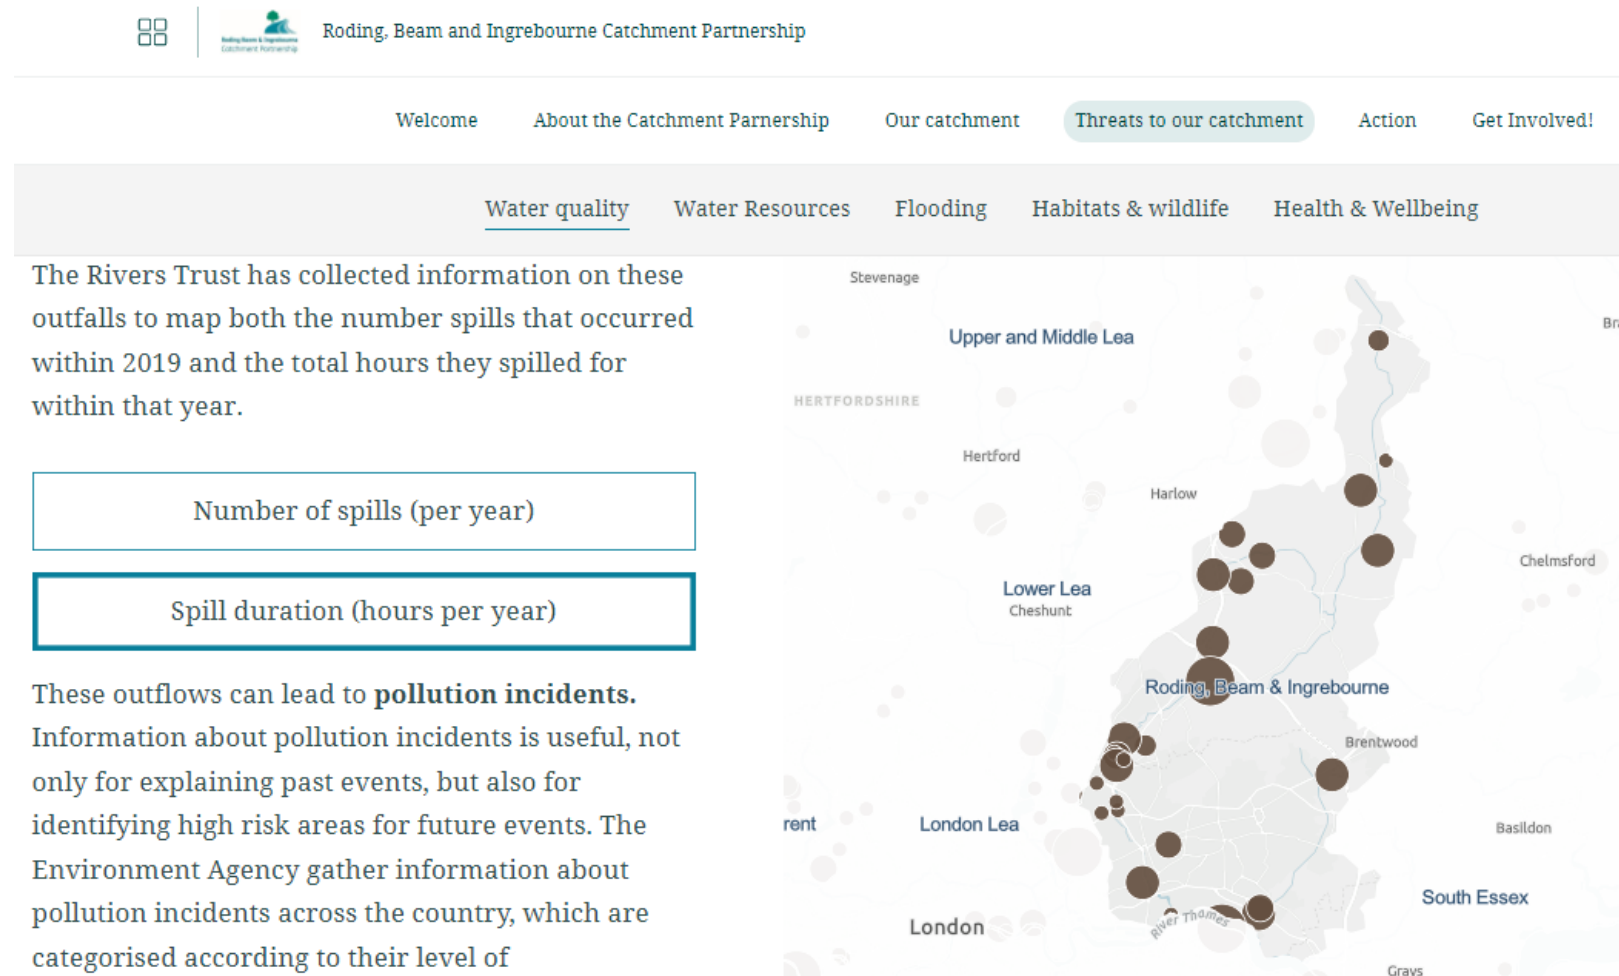 Roding, Beam & Ingrebourne
Catchment Partnership
Roding, Beam and Ingrebourne Catchment Partnership
Welcome
About the Catchment Parnership
Our catchment
Threats to our catchment
Action
Get Involved!
Water quality
Water Resources
Flooding
Habitats & wildlife
Health & Wellbeing
The Rivers Trust has collected information on these
outfalls to map both the number spills that occurred
within 2019 and the total hours they spilled for
within that year.
Number of spills (per year)
Spill duration (hours per year)
These outflows can lead to pollution incidents.
Information about pollution incidents is useful, not
only for explaining past events, but also for
identifying high risk areas for future events. The
Environment Agency gather information about
pollution incidents across the country, which are
categorised according to their level of
Stevenage
Bra
Upper and Middle Lea
HERTFORDSHIRE
Hertford
Harlow
Chelmsford
Lower Lea
Cheshunt
Roding, Beam & Ingrebourne
Brentwood
rent
London Lea
Basildon
South Essex
London
River Thames
Grays